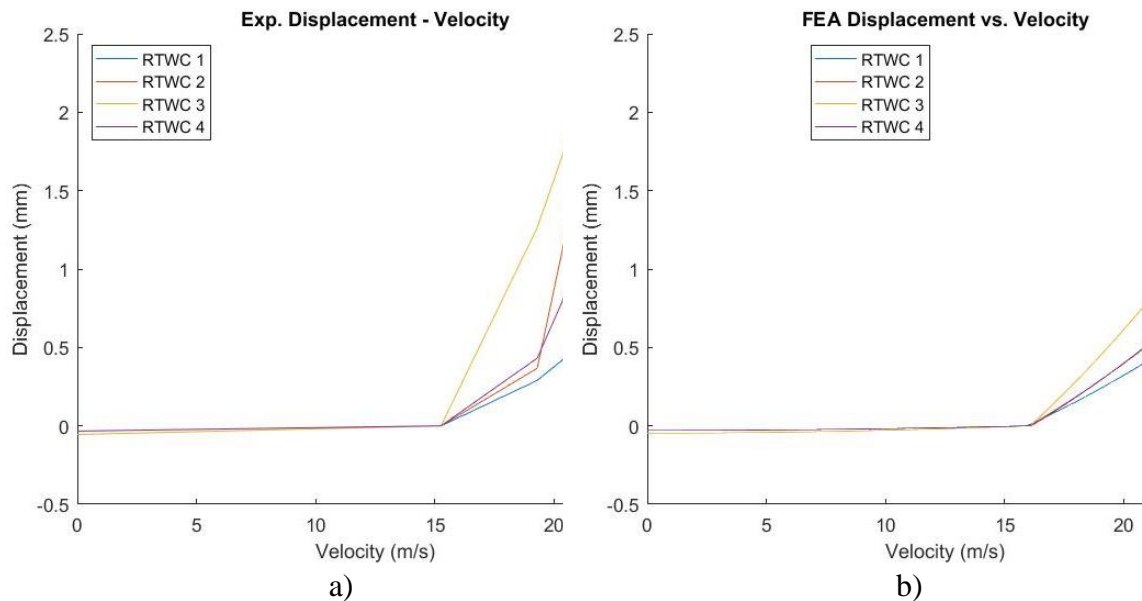 Exp. Displacement - Velocity
2.5
2
1.5
1
0.5
0
-0.5
Displacement (mm)
RTWC 1
RTWC 2
RTWC 3
RTWC 4
0 5 10 15 20
Velocity (m/s)
a)
FEA Displacement vs. Velocity
2.5
2
1.5
1
0.5
0
-0.5
Displacement (mm)
RTWC 1
RTWC 2
RTWC 3
RTWC 4
0 5 10 15 20
Velocity (m/s)
b)